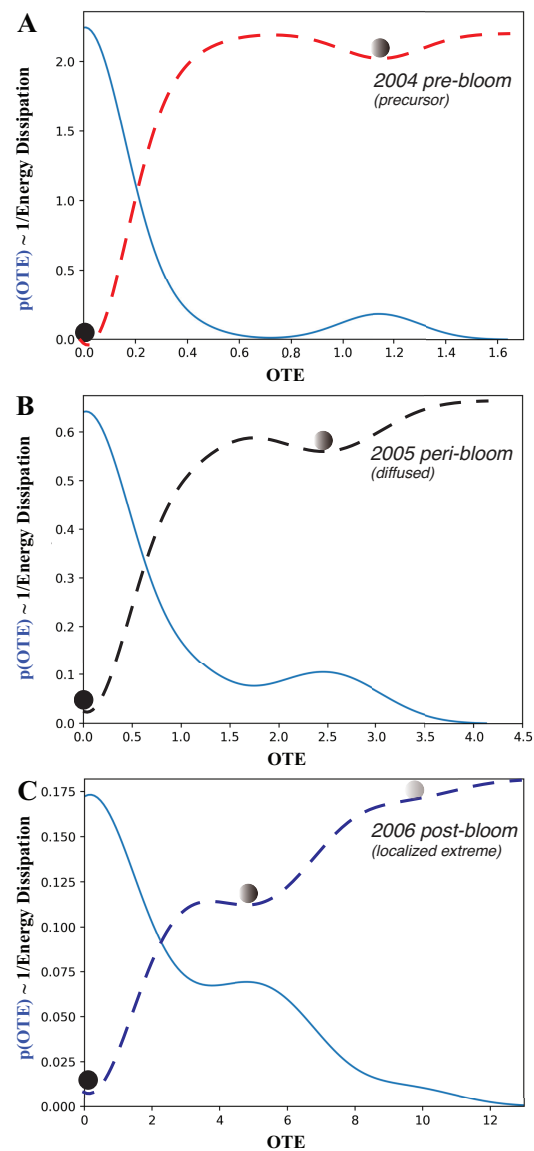 A
p(OTE) ~ 1/Energy Dissipation
2.0
1.5
1.0
0.5
0.0
2004 pre-bloom
(precursor)
0.0 0.2 0.4 0.6 0.8 1.0 1.2 1.4 1.6
OTE
B
p(OTE) ~ 1/Energy Dissipation
0.6
0.5
0.4
0.3
0.2
0.1
0.0
2005 peri-bloom
(diffused)
0.0 0.5 1.0 1.5 2.0 2.5 3.0 3.5 4.0 4.5
OTE
C
p(OTE) ~ 1/Energy Dissipation
0.175
0.150
0.125
0.100
0.075
0.050
0.025
0.000
2006 post-bloom
(localized extreme)
0 2 4 6 8 10 12
OTE